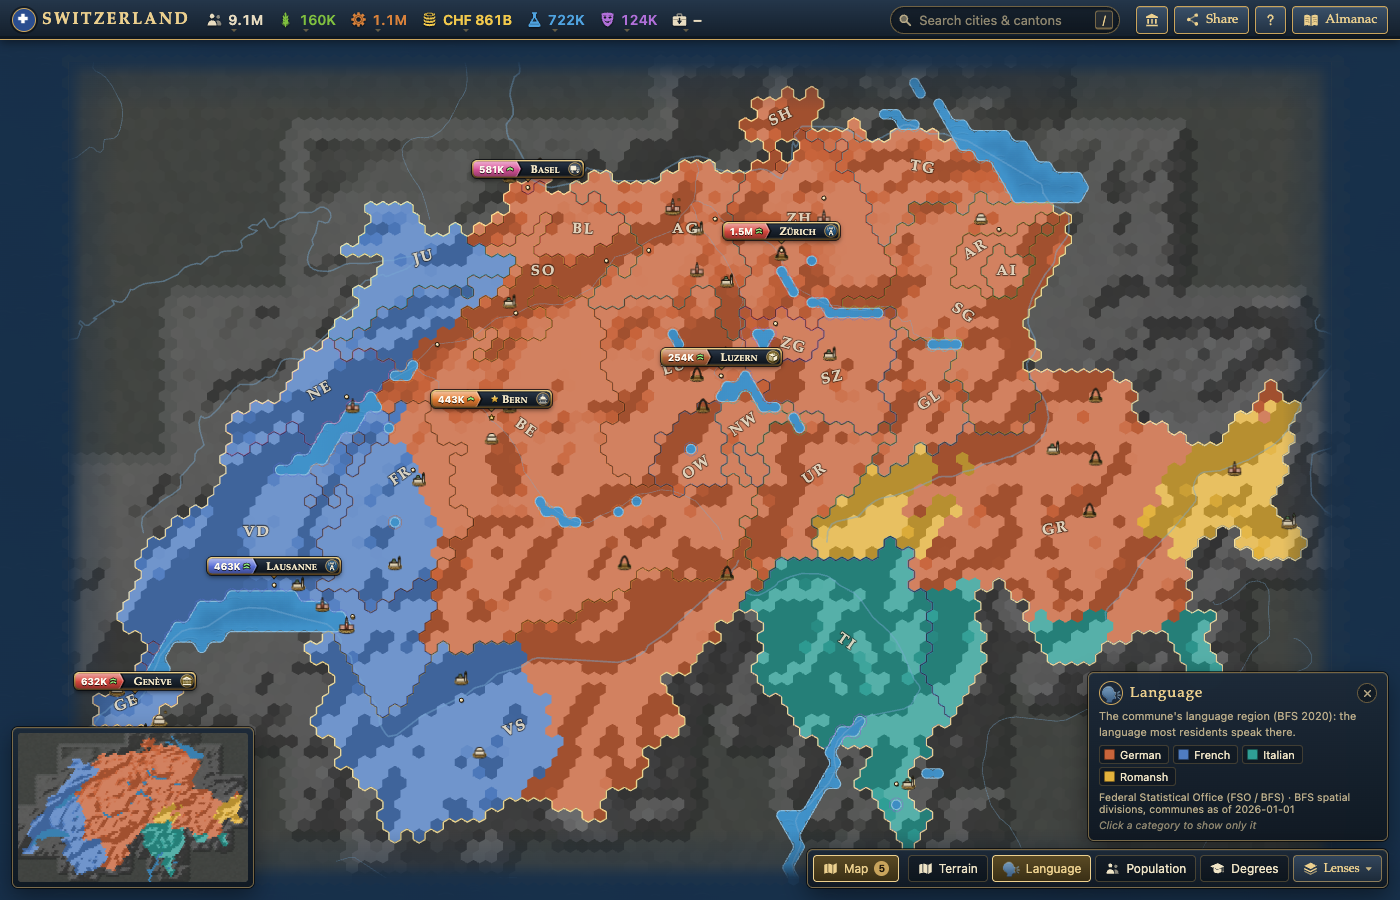 SWITZERLAND
9.1M
160K
1.1M
CHF 861B
722K
124K
–
Search cities & cantons
/
Share
?
Almanac
SH
TG
581K BASEL
ZH
BL
AG
1.5M ZÜRICH
AR
JU
SO
AI
SG
ZG
254K LUZERN
SZ
NE
443K ★ BERN
GL
BE
NW
OW
UR
FR
VD
GR
463K LAUSANNE
TI
632K GENÈVE
GE
VS
Language
The commune's language region (BFS 2020): the
language most residents speak there.
German
French
Italian
Romansh
Federal Statistical Office (FSO / BFS) · BFS spatial
divisions, communes as of 2026-01-01
Click a category to show only it
Map 5
Terrain
Language
Population
Degrees
Lenses